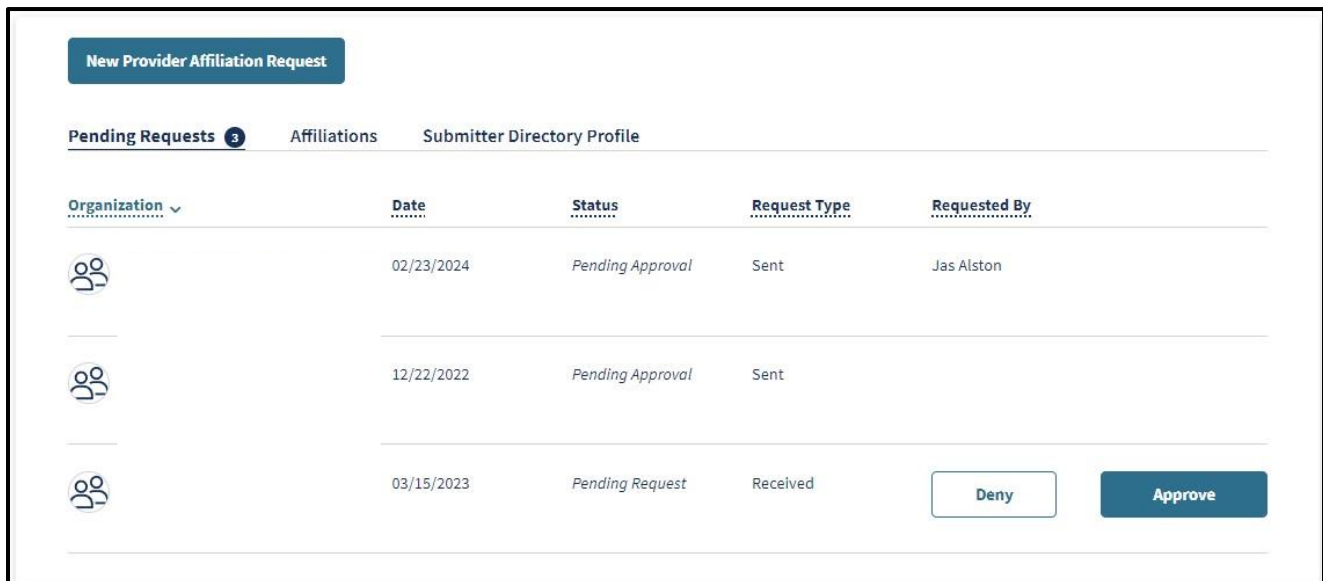 New Provider Affiliation Request
Pending Requests 3 Affiliations Submitter Directory Profile
Organization Date Status Request Type Requested By
02/23/2024 Pending Approval Sent Jas Alston
12/22/2022 Pending Approval Sent
03/15/2023 Pending Request Received Deny Approve